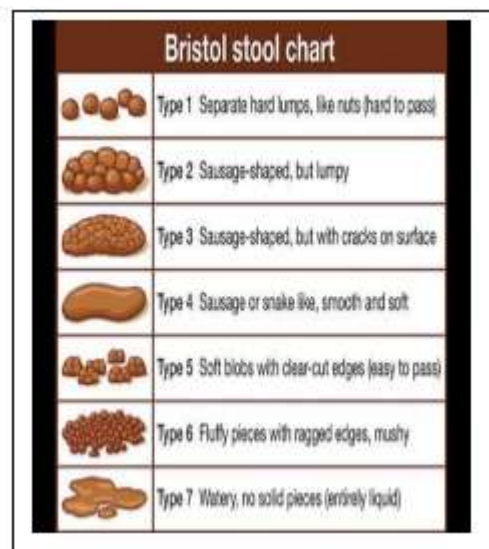 Bristol stool chart
Type 1 Separate hard lumps, like nuts (hard to pass)
Type 2 Sausage-shaped, but lumpy
Type 3 Sausage-shaped, but with cracks on surface
Type 4 Sausage or snake like, smooth and soft
Type 5 Soft blobs with clear-cut edges (easy to pass)
Type 6 Fluffy pieces with ragged edges, mushy
Type 7 Watery, no solid pieces (entirely liquid)